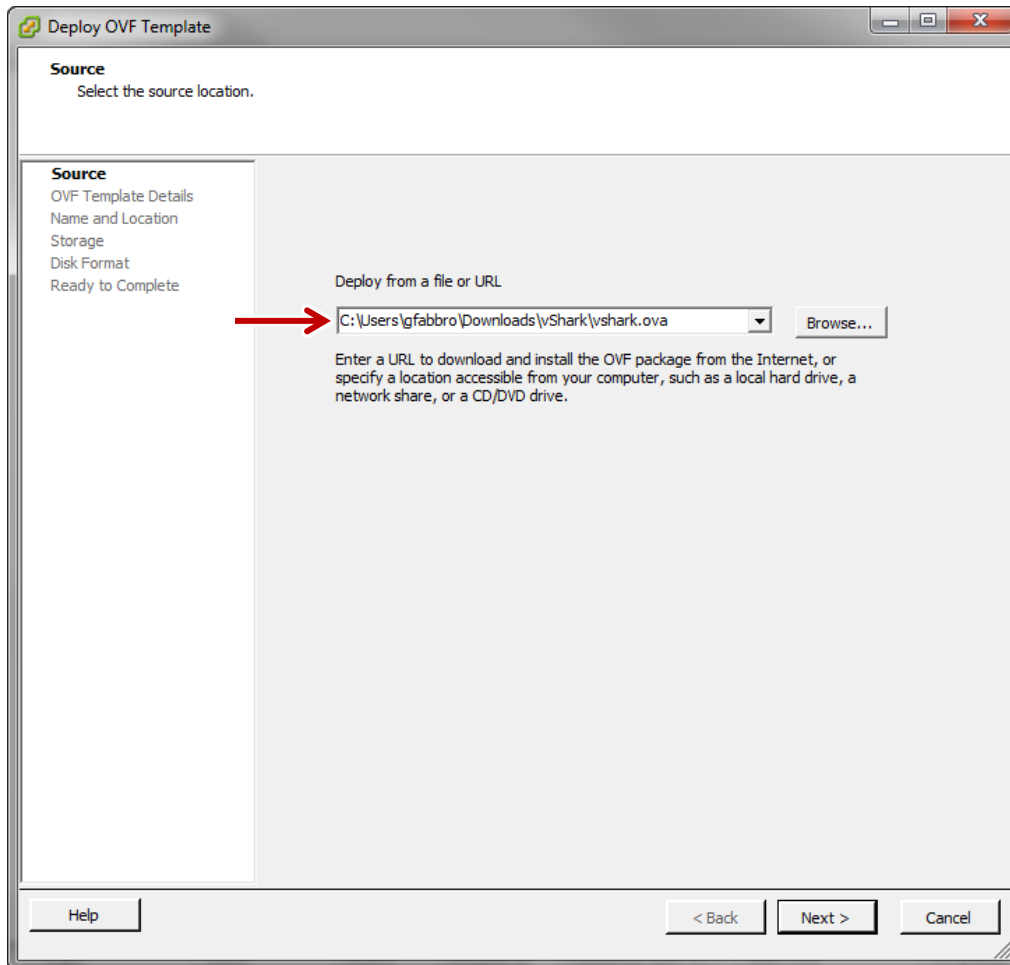 Deploy OVF Template
Source
Select the source location.
Source
OVF Template Details
Name and Location
Storage
Disk Format
Ready to Complete
Deploy from a file or URL
C:\Users\gfabbro\Downloads\vShark\vshark.ova
Browse...
Enter a URL to download and install the OVF package from the Internet, or
specify a location accessible from your computer, such as a local hard drive, a
network share, or a CD/DVD drive.
Help
< Back
Next >
Cancel